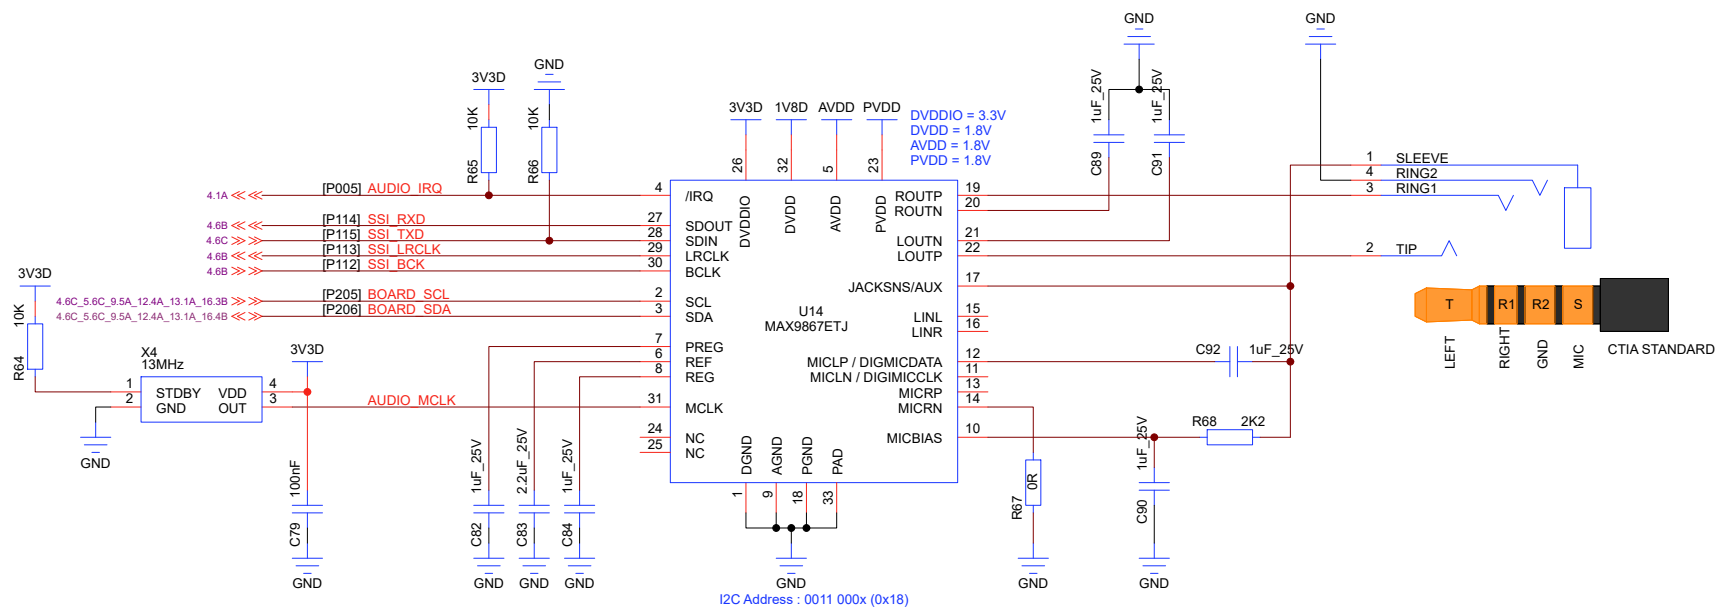 GND
GND
GND
3V3D
10K
R65
10K
R66
1uF_25V
C89
1uF_25V
C91
3V3D 1V8D AVDD PVDD
DVDDIO = 3.3V
DVDD = 1.8V
AVDD = 1.8V
PVDD = 1.8V
26 32 5 23
DVDDIO DVDD AVDD PVDD
4.1A [P005] AUDIO_IRQ 4 /IRQ
4.6B [P114] SSI_RXD 27 SDOUT
4.6C [P115] SSI_TXD 28 SDIN
4.6B [P113] SSI_LRCLK 29 LRCLK
4.6B [P112] SSI_BCK 30 BCLK
4.6C_5.6C_9.5A_12.4A_13.1A_16.3B [P205] BOARD_SCL 2 SCL
4.6C_5.6C_9.5A_12.4A_13.1A_16.4B [P206] BOARD_SDA 3 SDA
7 PREG
6 REF
8 REG
AUDIO_MCLK 31 MCLK
24 NC
25 NC
U14
MAX9867ETJ
ROUTP 19
ROUTN 20
LOUTN 21
LOUTP 22
JACKSNS/AUX 17
LINL 15
LINR 16
MICLP / DIGMICDATA 12
MICLN / DIGIMICCLK 11
MICRP 13
MICRN 14
MICBIAS 10
DGND AGND PGND PAD
1 9 18 33
GND
I2C Address : 0011 000x (0x18)
3V3D
10K
R64
X4
13MHz
1 STDBY VDD 4
2 GND OUT 3
GND
3V3D
100nF
C79
GND
1uF_25V
C82
GND
2.2uF_25V
C83
GND
1uF_25V
C84
GND
C92 1uF_25V
R68 2K2
0R
R67
GND
1uF_25V
C90
GND
1 SLEEVE
4 RING2
3 RING1
2 TIP
T R1 R2 S
LEFT
RIGHT
GND
MIC
CTIA STANDARD